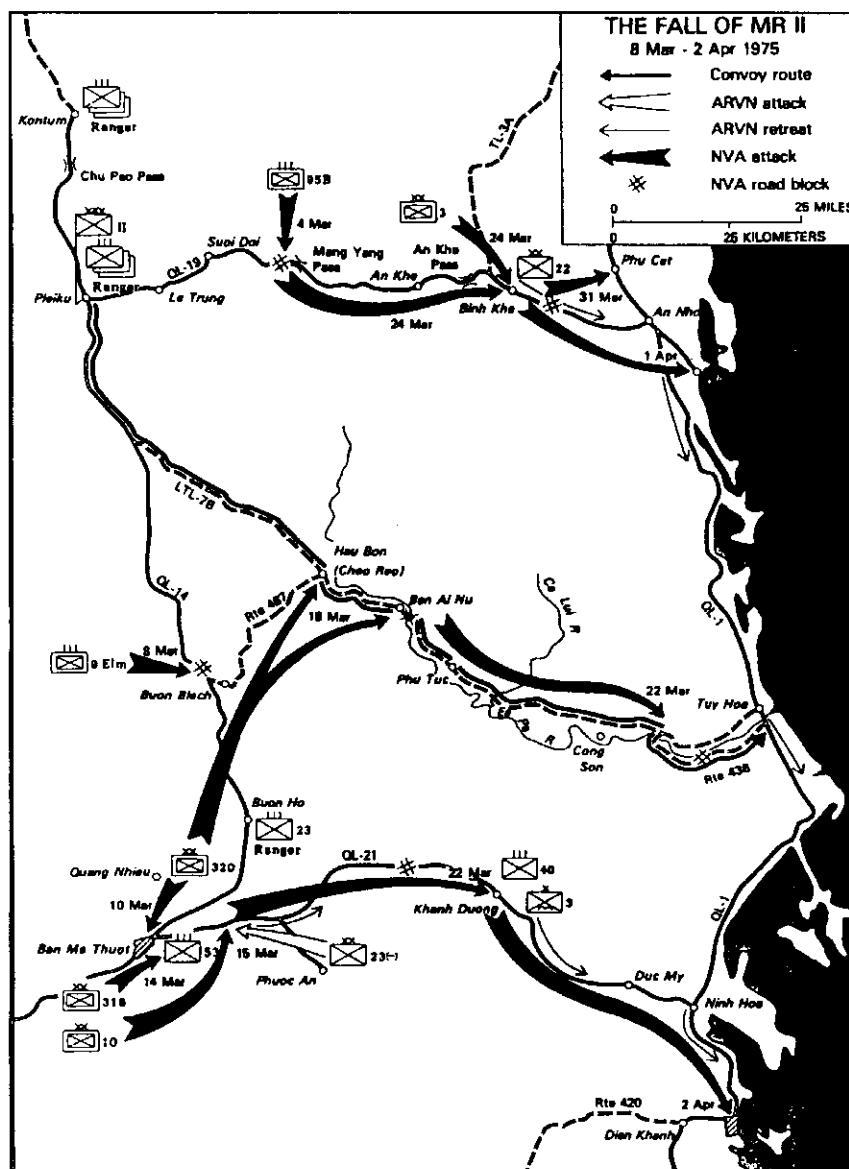 THE FALL OF MR II
8 Mar - 2 Apr 1975
Convoy route
ARVN attack
ARVN retreat
NVA attack
NVA road block
0 25 MILES
0 25 KILOMETERS
Kontum
Ranger
Chu Pao Pass
II
Ranger
Pleiku
QL-19
Le Trung
Suoi Doi
95B
4 Mar
Mang Yang
Pass
An Khe
An Khe
Pass
TL-3A
3
24 Mar
22
Binh Khe
24 Mar
31 Mar
Phu Cat
An Nho
1 Apr
LTL-7B
QL-14
Hau Bon
(Cheo Reo)
Rte 487
18 Mar
Ben Ai Nu
Ca Lui R
QL-1
9 Elm
8 Mar
Buon Blech
Phu Tuc
22 Mar
Tuy Hoa
R
Cong
Son
Rte 436
Buon Ho
23
Ranger
Quang Nhieu
320
10 Mar
QL-21
22 Mar
40
Khanh Duong
3
QL-1
Ban Me Thuot
53
14 Mar
15 Mar
23(-)
Phuoc An
316
10
Duc My
Ninh Hoa
Rte 420
2 Apr
Dien Khanh